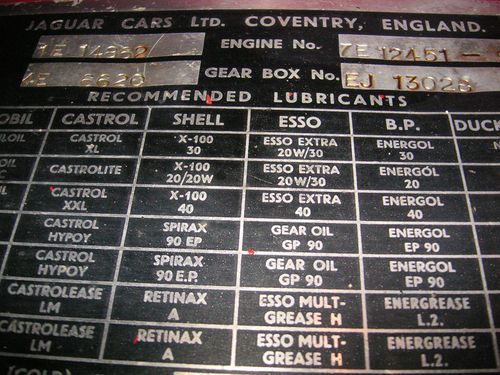 JAGUAR CARS LTD. COVENTRY, ENGLAND.
ENGINE No. 7E 12451 -
GEAR BOX No. EJ 13028
RECOMMENDED LUBRICANTS
CASTROL SHELL ESSO B.P. DUCK
CASTROL XL X-100 30 ESSO EXTRA 20W/30 ENERGOL 30
CASTROLITE X-100 20/20W ESSO EXTRA 20W/30 ENERGOL 20
CASTROL XXL X-100 40 ESSO EXTRA 40 ENERGOL 40
CASTROL HYPOY SPIRAX 90 EP GEAR OIL GP 90 ENERGOL EP 90
CASTROL HYPOY SPIRAX 90 E.P. GEAR OIL GP 90 ENERGOL EP 90
CASTROLEASE LM RETINAX A ESSO MULT-GREASE H ENERGREASE L.2.
CASTROLEASE LM RETINAX A ESSO MULT-GREASE H ENERGREASE L.2.